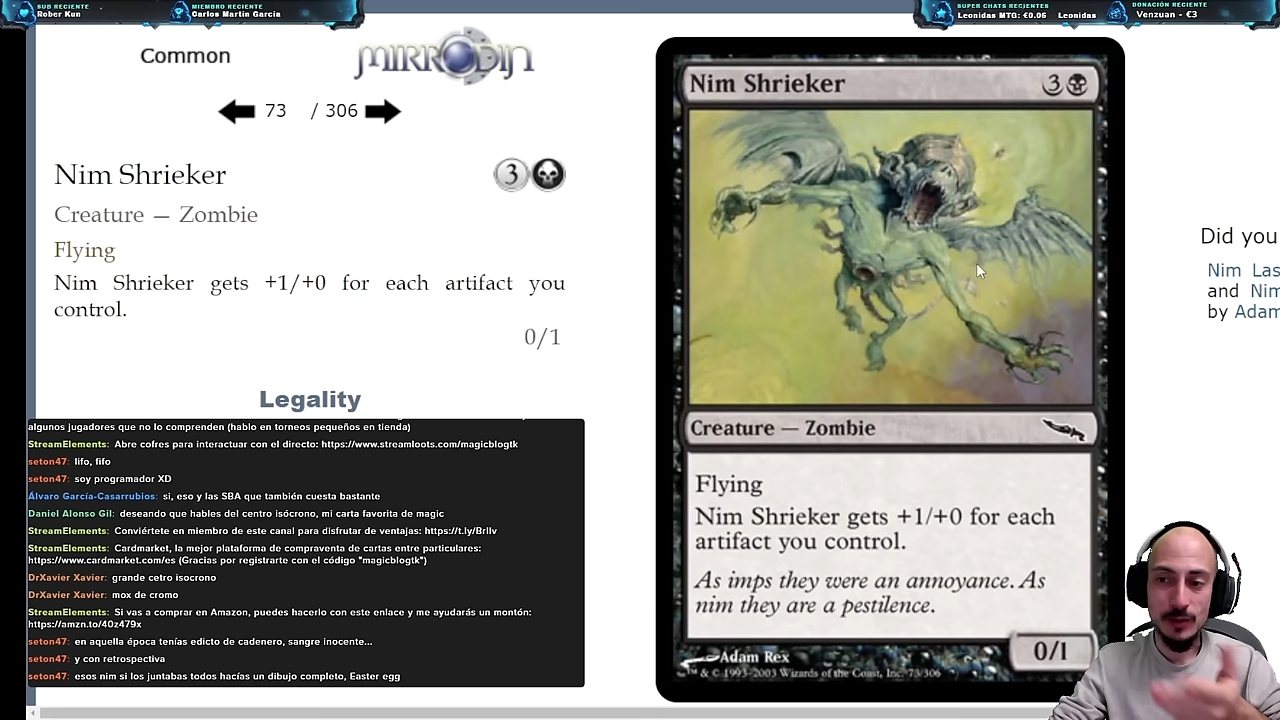 SUB RECIENTE
Rober Kun
MIEMBRO RECIENTE
Carlos Martin Garcia
SUPER CHATS RECIENTES
Leonidas MTG: €0.06 Leonidas
DONACIÓN RECIENTE
Venzuan - €3
Common
MIRRODIN
73 / 306
Nim Shrieker
3
Creature — Zombie
Flying
Nim Shrieker gets +1/+0 for each artifact you
control.
0/1
Legality
algunos jugadores que no lo comprenden (hablo en torneos pequeños en tienda)
StreamElements: Abre cofres para interactuar con el directo: https://www.streamloots.com/magicblogtk
seton47: lifo, fifo
seton47: soy programador XD
Álvaro García-Casarrubios: si, eso y las SBA que también cuesta bastante
Daniel Alonso Gil: deseando que hables del centro isócrono, mi carta favorita de magic
StreamElements: Conviértete en miembro de este canal para disfrutar de ventajas: https://t.ly/BrlIv
StreamElements: Cardmarket, la mejor plataforma de compraventa de cartas entre particulares:
https://www.cardmarket.com/es (Gracias por registrarte con el código "magicblogtk")
DrXavier Xavier: grande cetro isocrono
DrXavier Xavier: mox de cromo
StreamElements: Si vas a comprar en Amazon, puedes hacerlo con este enlace y me ayudarás un montón:
https://amzn.to/40z479x
seton47: en aquella época tenías edicto de cadenero, sangre inocente...
seton47: y con retrospectiva
seton47: esos nim si los juntabas todos hacías un dibujo completo, Easter egg
Nim Shrieker
3
Creature — Zombie
Flying
Nim Shrieker gets +1/+0 for each
artifact you control.
As imps they were an annoyance. As
nim they are a pestilence.
0/1
Adam Rex
™ & © 1993–2003 Wizards of the Coast, Inc. 73/306
Did you
Nim Las
and Nim
by Adam